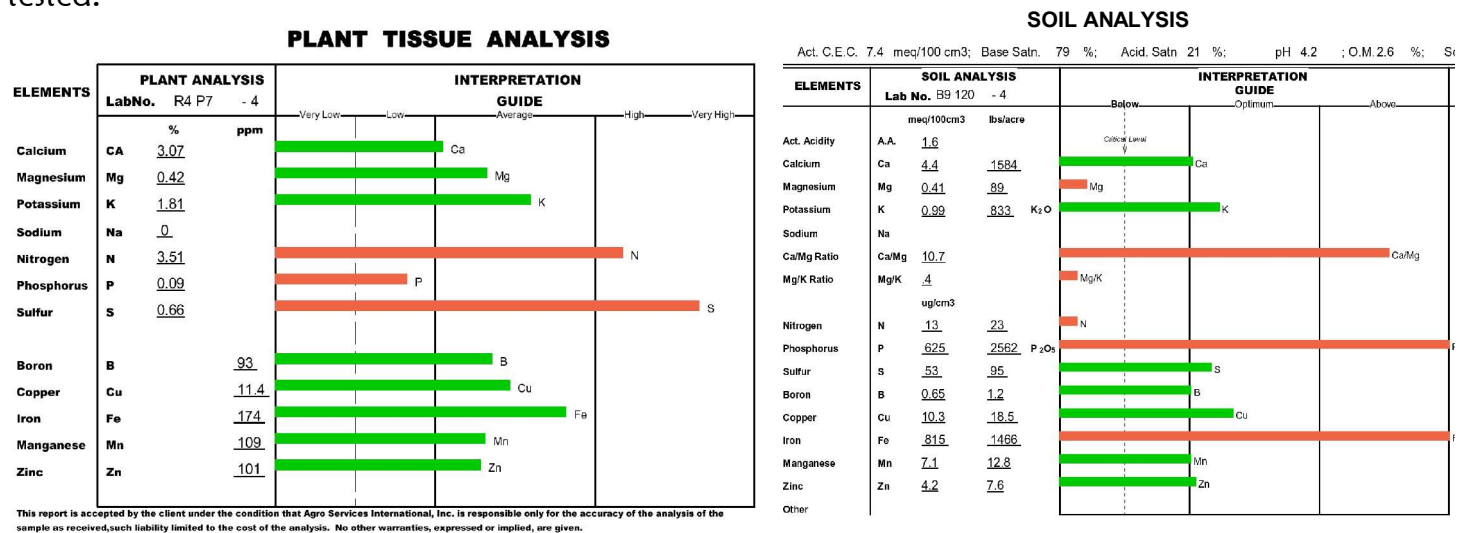 tested.
PLANT TISSUE ANALYSIS
ELEMENTS PLANT ANALYSIS INTERPRETATION
LabNo. R4 P7 - 4 GUIDE
Very Low Low Average High Very High
% ppm
Calcium CA 3.07 Ca
Magnesium Mg 0.42 Mg
Potassium K 1.81 K
Sodium Na 0
Nitrogen N 3.51 N
Phosphorus P 0.09 P
Sulfur S 0.66 S
Boron B 93 B
Copper Cu 11.4 Cu
Iron Fe 174 Fe
Manganese Mn 109 Mn
Zinc Zn 101 Zn
This report is accepted by the client under the condition that Agro Services International, Inc. is responsible only for the accuracy of the analysis of the
sample as received,such liability limited to the cost of the analysis. No other warranties, expressed or implied, are given.
SOIL ANALYSIS
Act. C.E.C. 7.4 meq/100 cm3; Base Satn. 79 %; Acid. Satn 21 %; pH 4.2 ; O.M. 2.6 %;
ELEMENTS SOIL ANALYSIS INTERPRETATION
Lab No. B9 120 - 4 GUIDE
Below Optimum Above
meq/100cm3 lbs/acre
Critical Level
Act. Acidity A.A. 1.6
Calcium Ca 4.4 1584 Ca
Magnesium Mg 0.41 89 Mg
Potassium K 0.99 833 K2O K
Sodium Na
Ca/Mg Ratio Ca/Mg 10.7 Ca/Mg
Mg/K Ratio Mg/K .4 Mg/K
ug/cm3
Nitrogen N 13 23 N
Phosphorus P 625 2562 P2O5
Sulfur S 53 95 S
Boron B 0.65 1.2 B
Copper Cu 10.3 18.5 Cu
Iron Fe 815 1466
Manganese Mn 7.1 12.8 Mn
Zinc Zn 4.2 7.6 Zn
Other